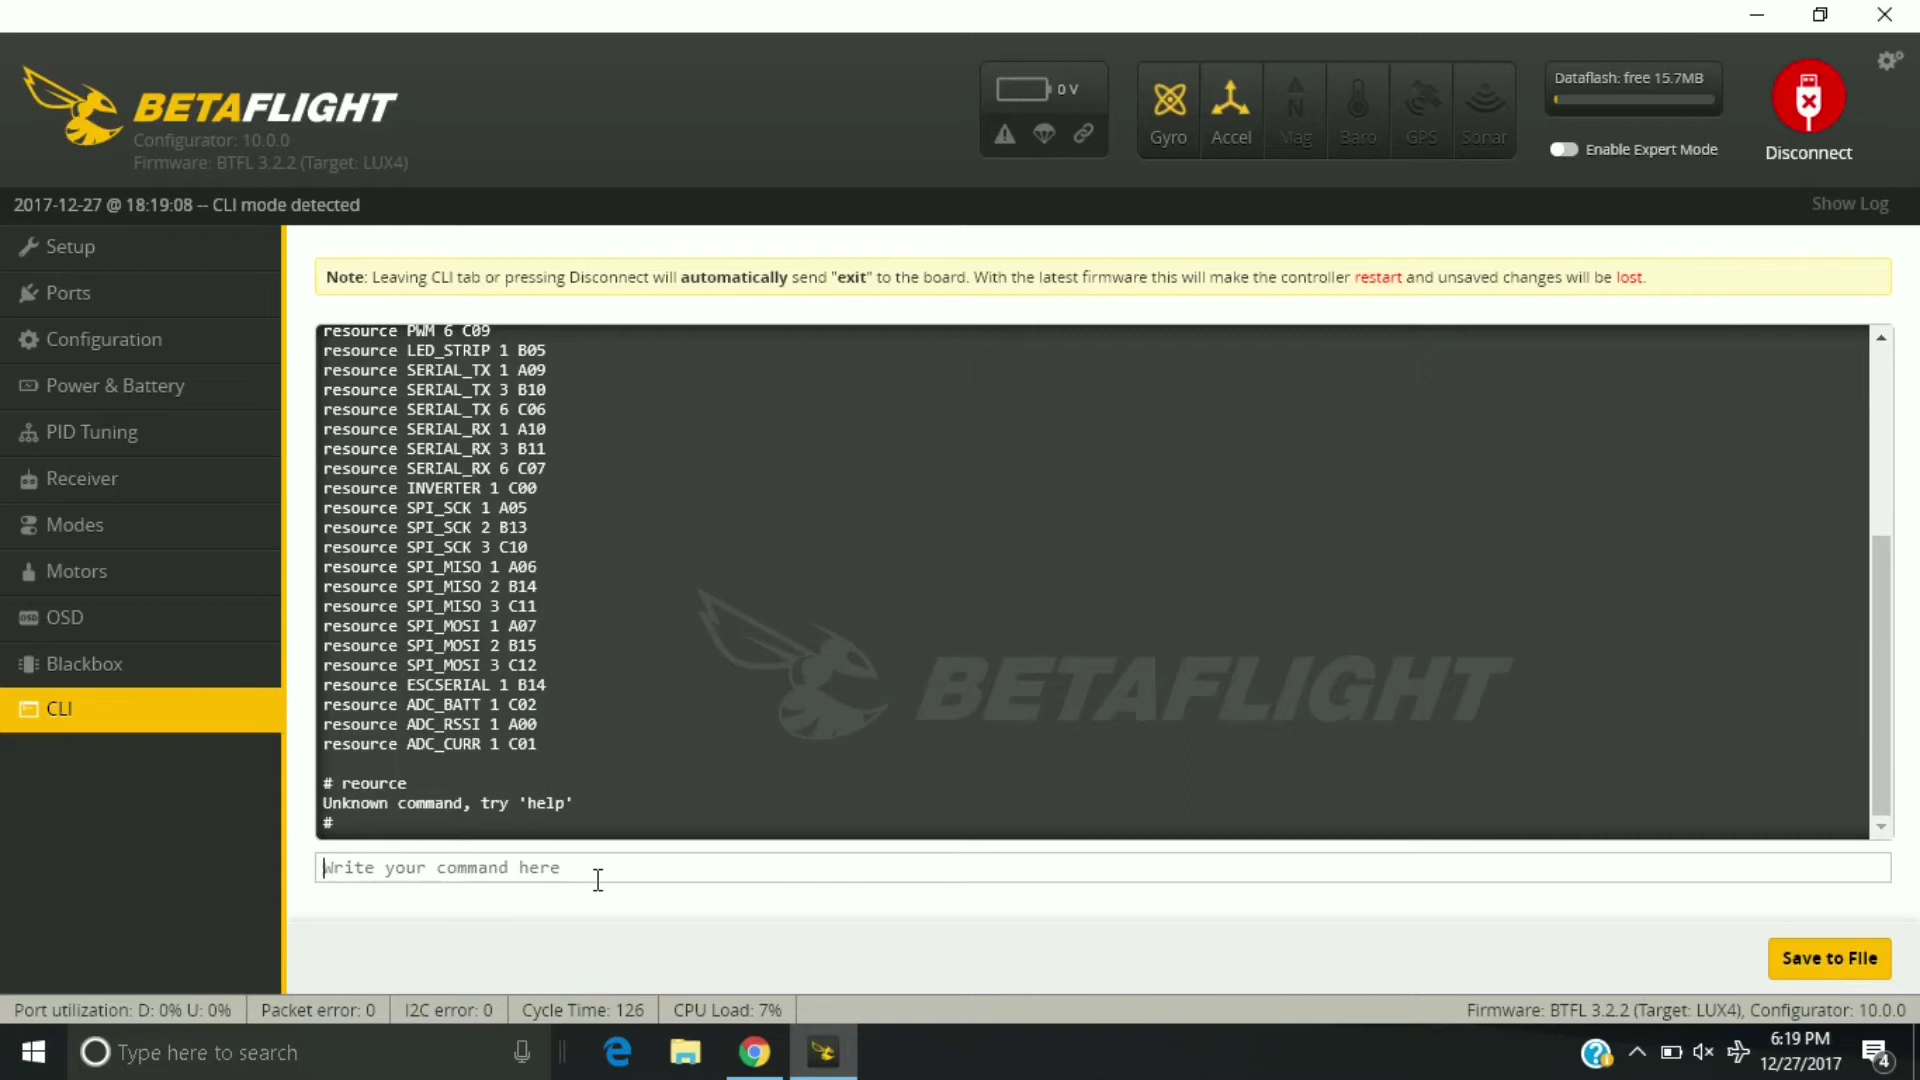 BETAFLIGHT
Configurator: 10.0.0
Firmware: BTFL 3.2.2 (Target: LUX4)
0 V
Gyro
Accel
Mag
Baro
GPS
Sonar
Dataflash: free 15.7MB
Enable Expert Mode
Disconnect
2017-12-27 @ 18:19:08 -- CLI mode detected
Show Log
Setup
Ports
Configuration
Power & Battery
PID Tuning
Receiver
Modes
Motors
OSD
Blackbox
CLI
Note: Leaving CLI tab or pressing Disconnect will automatically send "exit" to the board. With the latest firmware this will make the controller restart and unsaved changes will be lost.
resource PWM 6 C09
resource LED_STRIP 1 B05
resource SERIAL_TX 1 A09
resource SERIAL_TX 3 B10
resource SERIAL_TX 6 C06
resource SERIAL_RX 1 A10
resource SERIAL_RX 3 B11
resource SERIAL_RX 6 C07
resource INVERTER 1 C00
resource SPI_SCK 1 A05
resource SPI_SCK 2 B13
resource SPI_SCK 3 C10
resource SPI_MISO 1 A06
resource SPI_MISO 2 B14
resource SPI_MISO 3 C11
resource SPI_MOSI 1 A07
resource SPI_MOSI 2 B15
resource SPI_MOSI 3 C12
resource ESCSERIAL 1 B14
resource ADC_BATT 1 C02
resource ADC_RSSI 1 A00
resource ADC_CURR 1 C01
# reource
Unknown command, try 'help'
#
BETAFLIGHT
Write your command here
Save to File
Port utilization: D: 0% U: 0%
Packet error: 0
I2C error: 0
Cycle Time: 126
CPU Load: 7%
Firmware: BTFL 3.2.2 (Target: LUX4), Configurator: 10.0.0
Type here to search
6:19 PM
12/27/2017
4